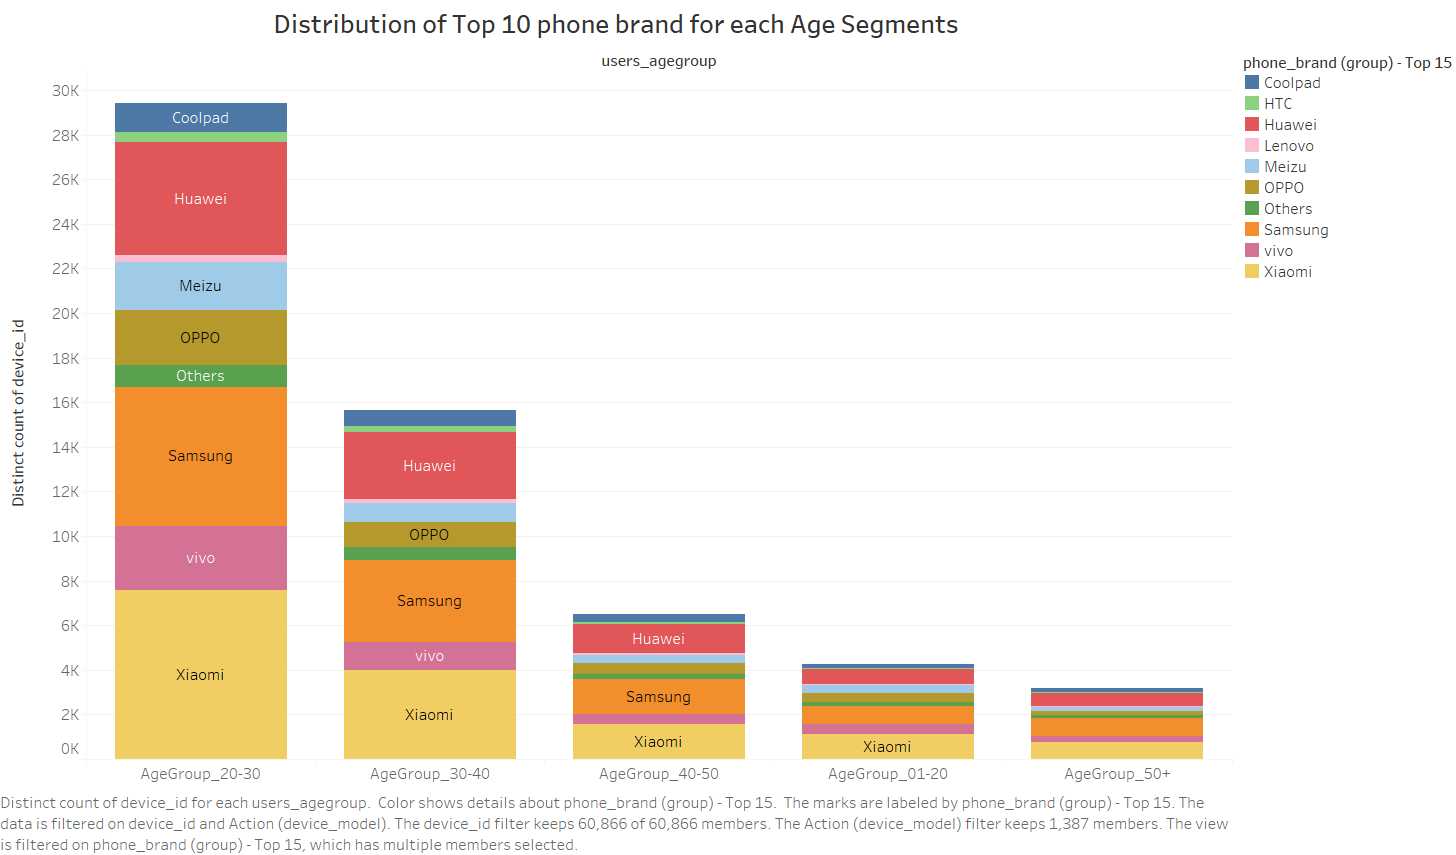 Distribution of Top 10 phone brand for each Age Segments
users_agegroup
phone_brand (group) - Top 15
Coolpad
HTC
Huawei
Lenovo
Meizu
OPPO
Others
Samsung
vivo
Xiaomi
Distinct count of device_id
30K
28K
26K
24K
22K
20K
18K
16K
14K
12K
10K
8K
6K
4K
2K
0K
Coolpad
Huawei
Meizu
OPPO
Others
Samsung
vivo
Xiaomi
Huawei
OPPO
Samsung
vivo
Xiaomi
Huawei
Samsung
Xiaomi
Xiaomi
AgeGroup_20-30
AgeGroup_30-40
AgeGroup_40-50
AgeGroup_01-20
AgeGroup_50+
Distinct count of device_id for each users_agegroup.  Color shows details about phone_brand (group) - Top 15.  The marks are labeled by phone_brand (group) - Top 15. The
data is filtered on device_id and Action (device_model). The device_id filter keeps 60,866 of 60,866 members. The Action (device_model) filter keeps 1,387 members. The view
is filtered on phone_brand (group) - Top 15, which has multiple members selected.